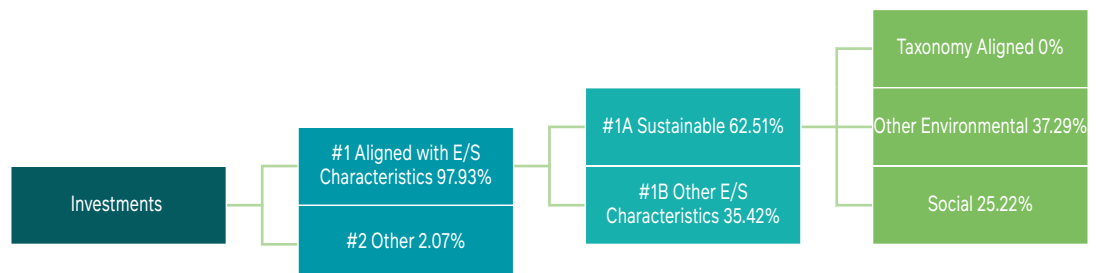 Investments
#1 Aligned with E/S
Characteristics 97.93%
#2 Other 2.07%
#1A Sustainable 62.51%
#1B Other E/S
Characteristics 35.42%
Taxonomy Aligned 0%
Other Environmental 37.29%
Social 25.22%